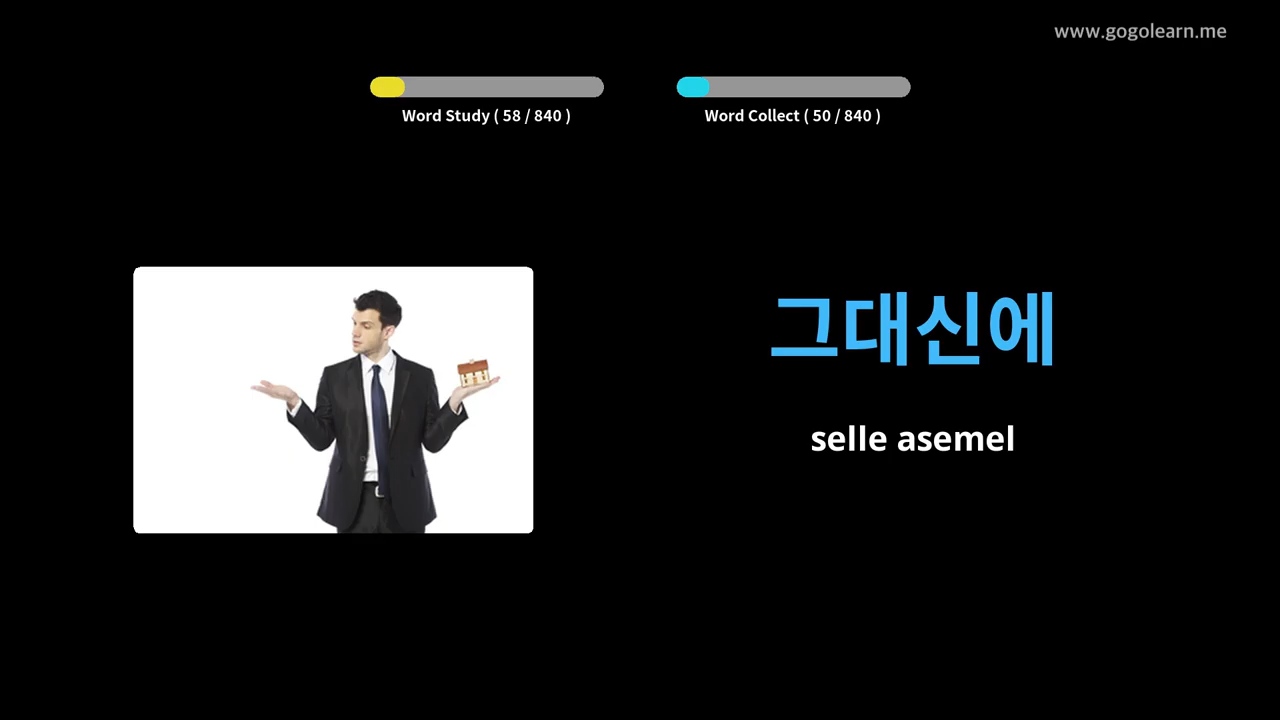 www.gogolearn.me
Word Study ( 58 / 840 )
Word Collect ( 50 / 840 )
그대신에
selle asemel